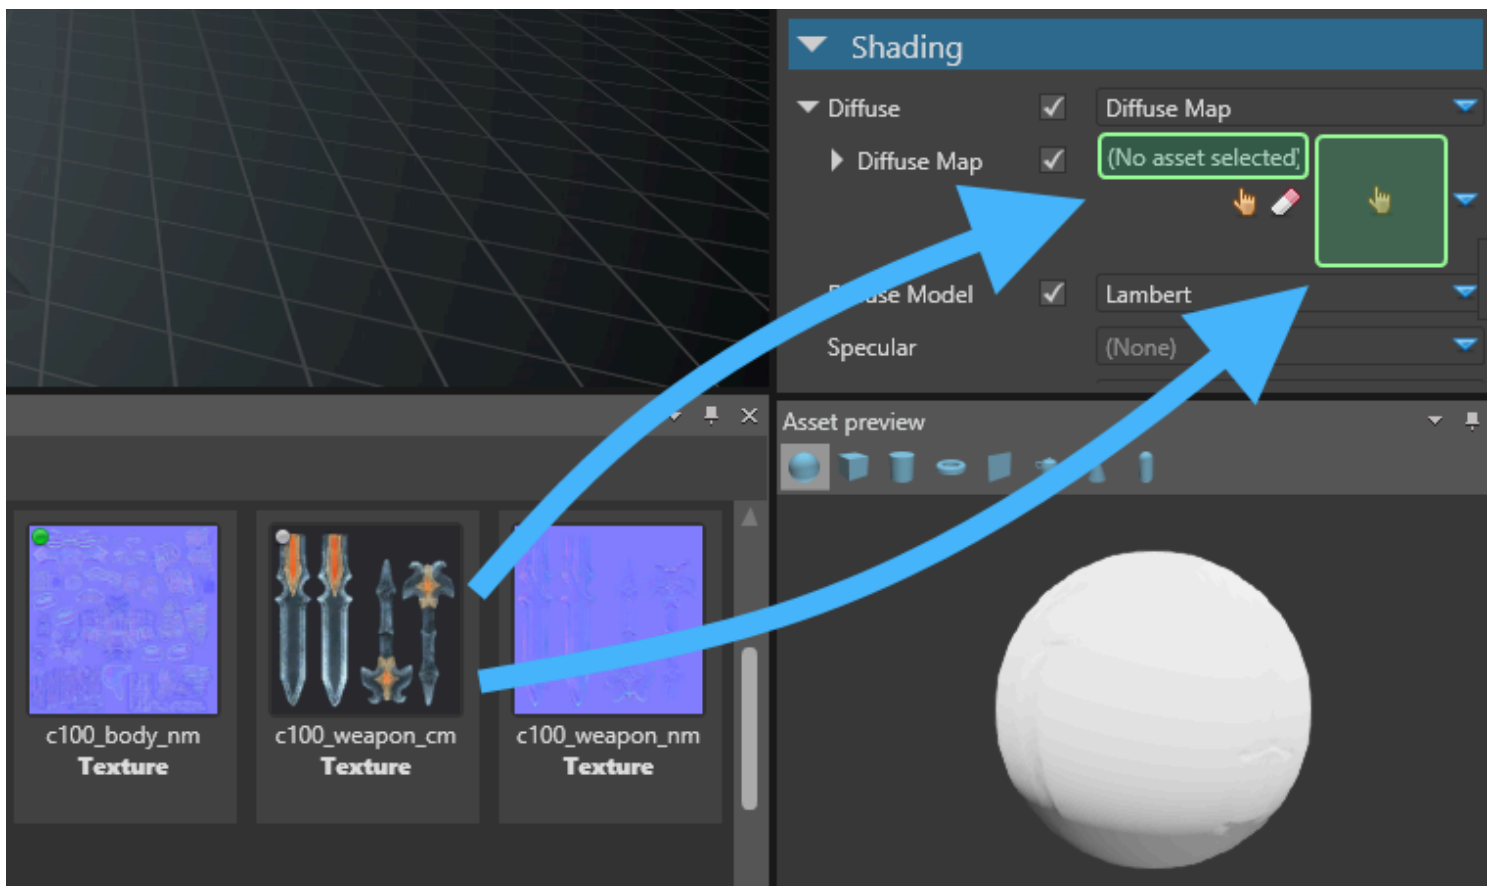 Shading
Diffuse
Diffuse Map
Diffuse Map
(No asset selected)
Model
Lambert
Specular
(None)
Asset preview
c100_body_nm
Texture
c100_weapon_cm
Texture
c100_weapon_nm
Texture